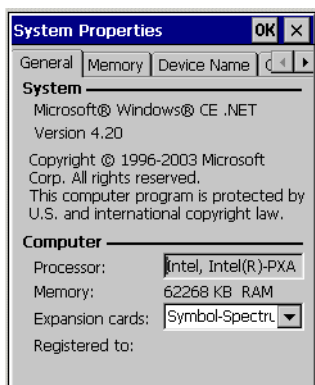 System Properties OK ×
General Memory Device Name
System
Microsoft® Windows® CE .NET
Version 4.20
Copyright © 1996-2003 Microsoft
Corp. All rights reserved.
This computer program is protected by
U.S. and international copyright law.
Computer
Processor: Intel, Intel(R)-PXA
Memory: 62268 KB RAM
Expansion cards: Symbol-Spectru
Registered to: